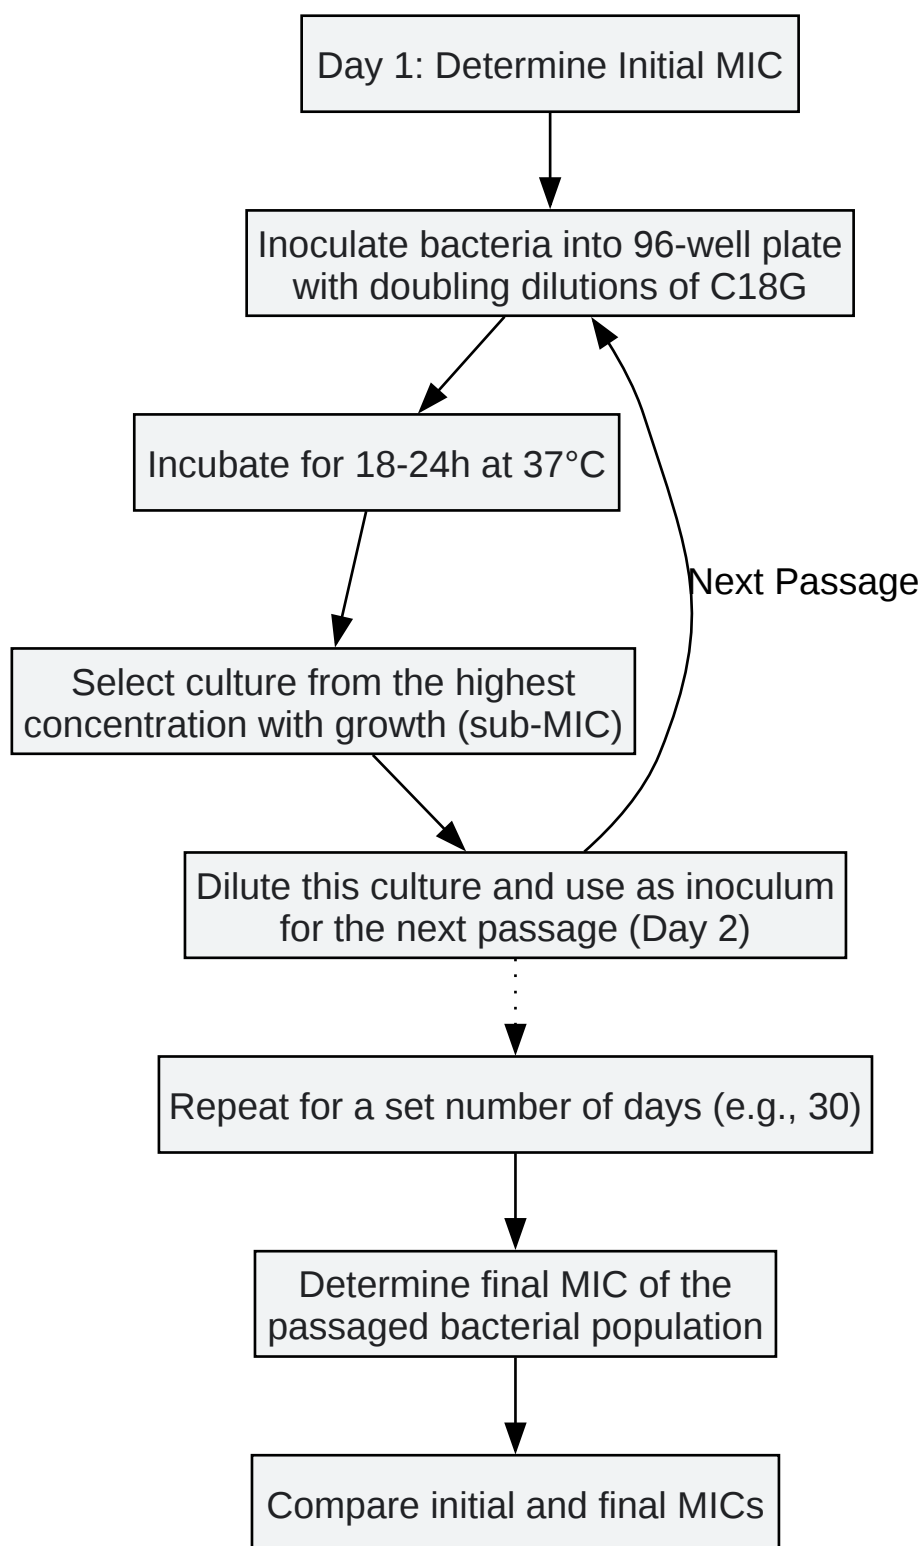 Day 1: Determine Initial MIC
Inoculate bacteria into 96-well plate
with doubling dilutions of C18G
Incubate for 18-24h at 37°C
Next Passage
Select culture from the highest
concentration with growth (sub-MIC)
Dilute this culture and use as inoculum
for the next passage (Day 2)
Repeat for a set number of days (e.g., 30)
Determine final MIC of the
passaged bacterial population
Compare initial and final MICs